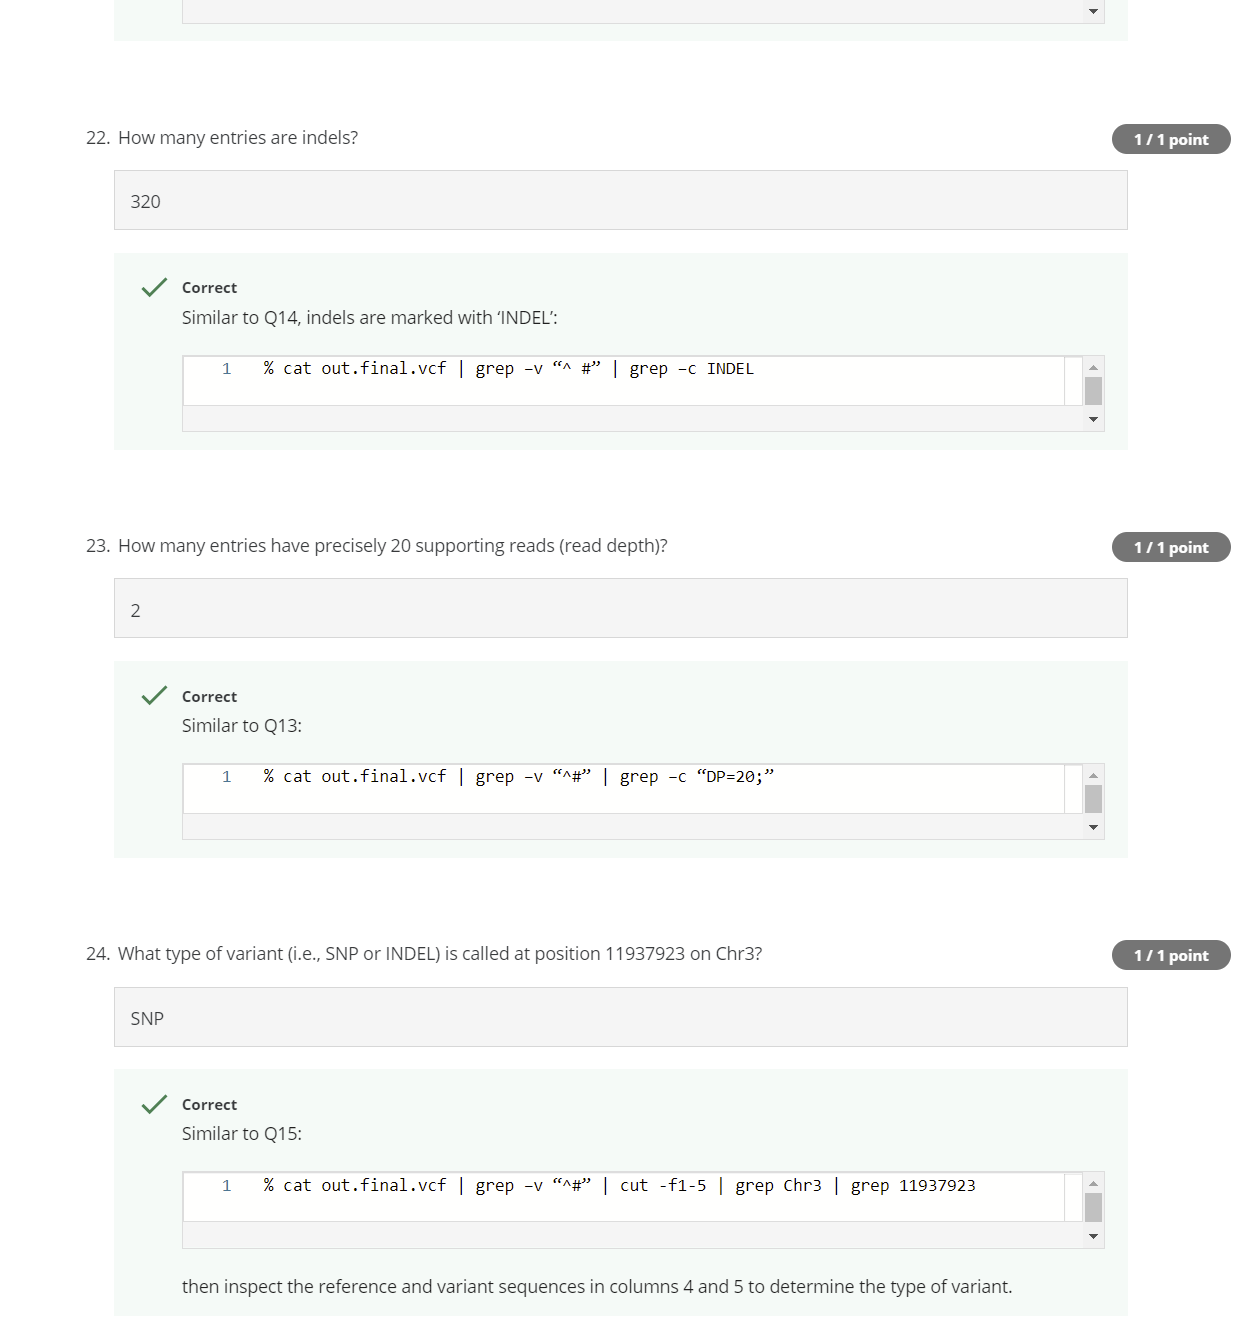 22. How many entries are indels?
1 / 1 point
320
Correct
Similar to Q14, indels are marked with ‘INDEL’:
1 % cat out.final.vcf | grep –v “^ #” | grep –c INDEL
23. How many entries have precisely 20 supporting reads (read depth)?
1 / 1 point
2
Correct
Similar to Q13:
1 % cat out.final.vcf | grep –v “^#” | grep –c “DP=20;”
24. What type of variant (i.e., SNP or INDEL) is called at position 11937923 on Chr3?
1 / 1 point
SNP
Correct
Similar to Q15:
1 % cat out.final.vcf | grep –v “^#” | cut -f1-5 | grep Chr3 | grep 11937923
then inspect the reference and variant sequences in columns 4 and 5 to determine the type of variant.